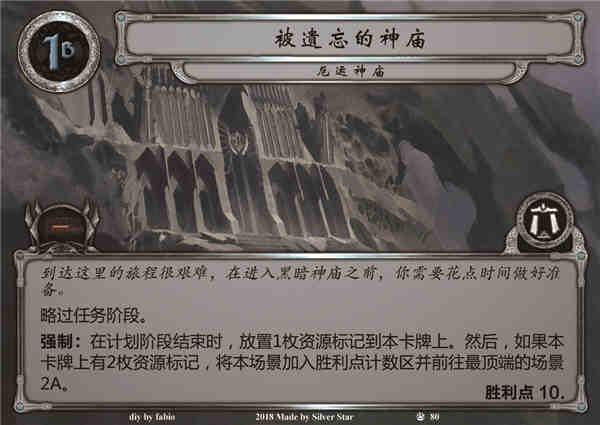 1B
被遺忘的神庙
厄运神庙
到达这里的旅程很艰难，在进入黑暗神庙之前，你需要花点时间做好准
备。
略过任务阶段。
强制：在计划阶段结束时，放置1枚资源标记到本卡牌上。然后，如果本
卡牌上有2枚资源标记，将本场景加入胜利点计数区并前往最顶端的场景
2A。
胜利点 10.
diy by fabio 2018 Made by Silver Star 80